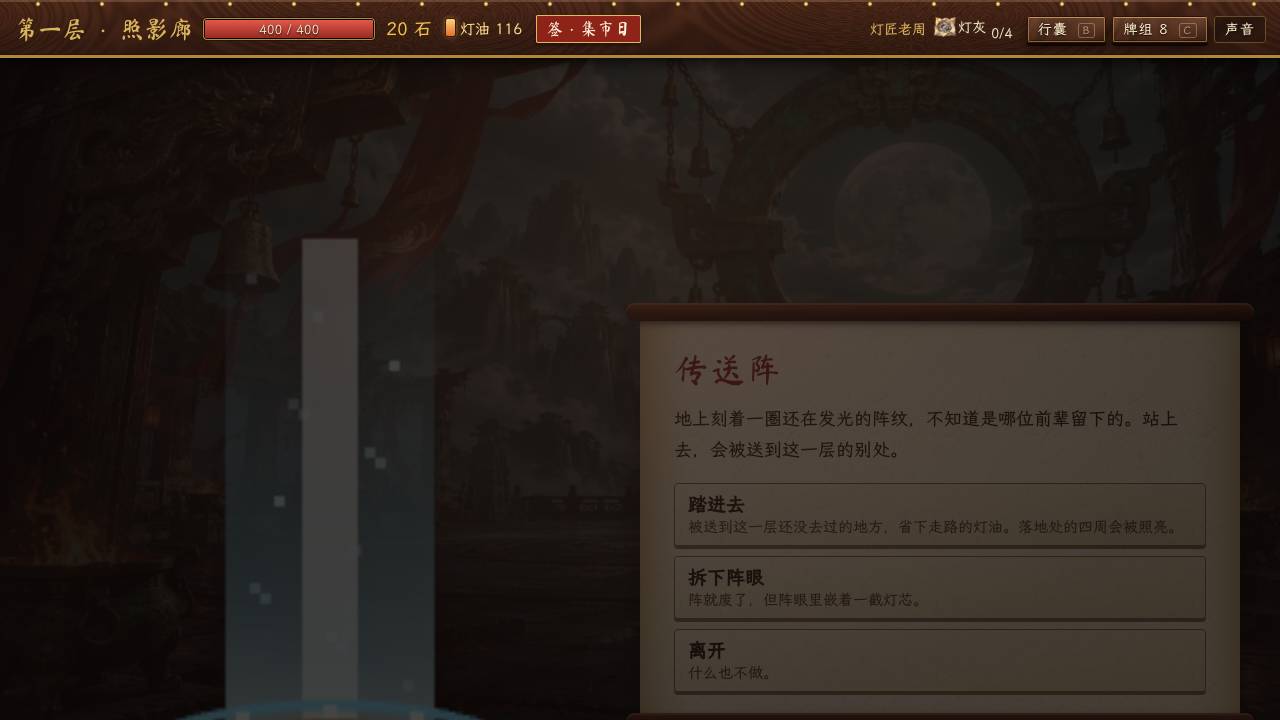 第一层 · 照影廊
400 / 400
20 石
灯油 116
签 · 集市日
灯匠老周
灯灰 0/4
行囊 B
牌组 8 C
声音
传送阵
地上刻着一圈还在发光的阵纹，不知道是哪位前辈留下的。站上
去，会被送到这一层的别处。
踏进去
被送到这一层还没去过的地方，省下走路的灯油。落地处的四周会被照亮。
拆下阵眼
阵就废了，但阵眼里嵌着一截灯芯。
离开
什么也不做。